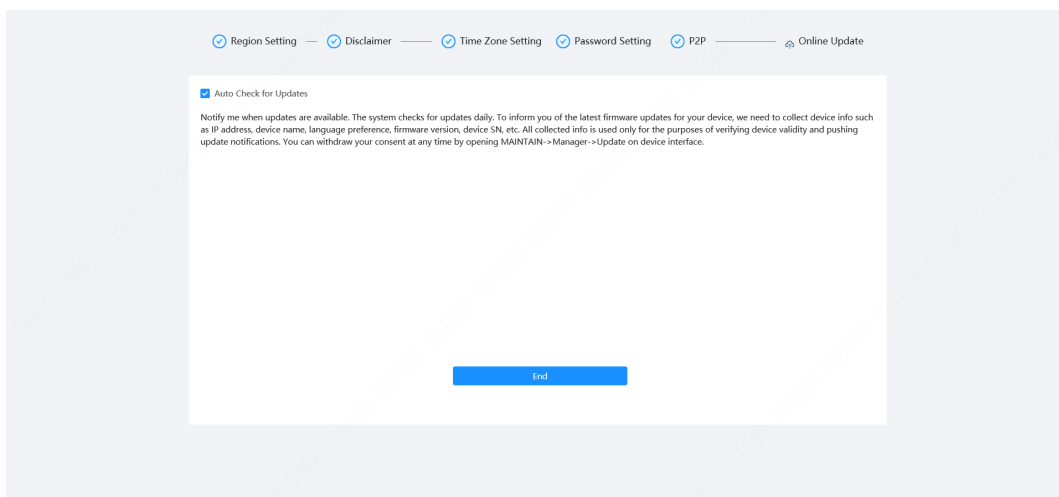 Region Setting Disclaimer Time Zone Setting Password Setting P2P Online Update
Auto Check for Updates
Notify me when updates are available. The system checks for updates daily. To inform you of the latest firmware updates for your device, we need to collect device info such
as IP address, device name, language preference, firmware version, device SN, etc. All collected info is used only for the purposes of verifying device validity and pushing
update notifications. You can withdraw your consent at any time by opening MAINTAIN->Manager->Update on device interface.
End